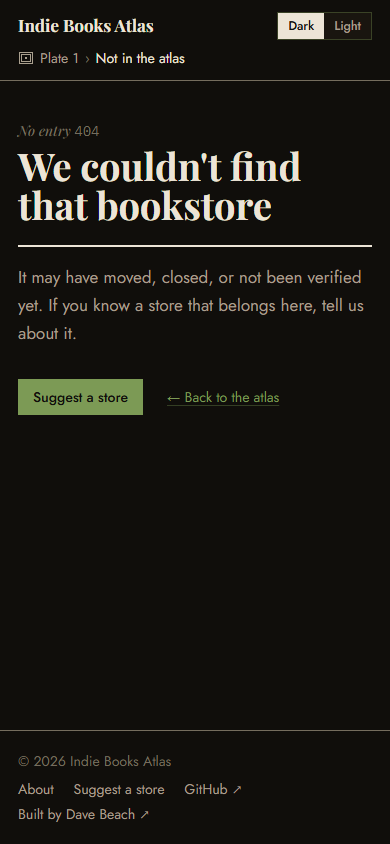 Indie Books Atlas
Dark Light
Plate 1 › Not in the atlas
No entry 404
We couldn't find
that bookstore
It may have moved, closed, or not been verified
yet. If you know a store that belongs here, tell us
about it.
Suggest a store ← Back to the atlas
© 2026 Indie Books Atlas
About Suggest a store GitHub ↗
Built by Dave Beach ↗